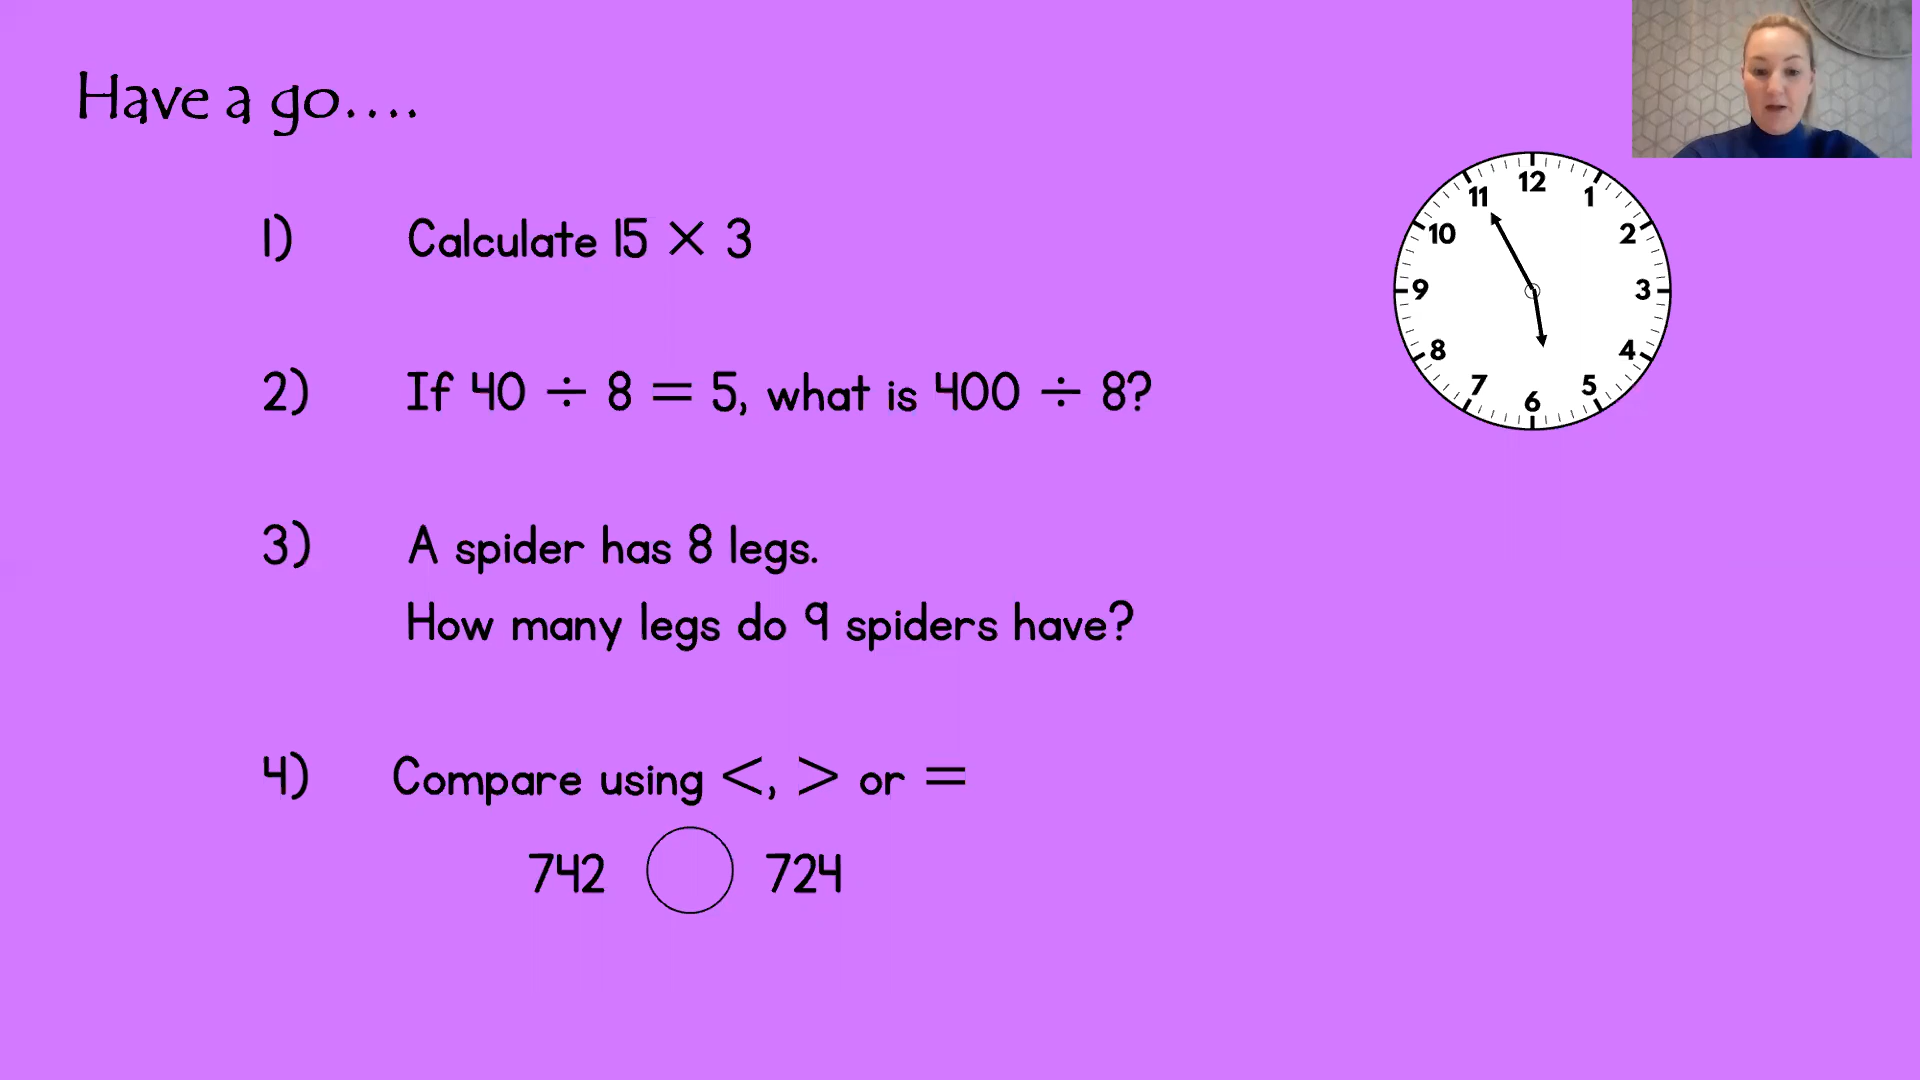 Have a go....
1) Calculate 15 × 3
2) If 40 ÷ 8 = 5, what is 400 ÷ 8?
3) A spider has 8 legs.
How many legs do 9 spiders have?
4) Compare using <, > or =
742 724
12
11 1
10 2
9 3
8 4
7 5
6